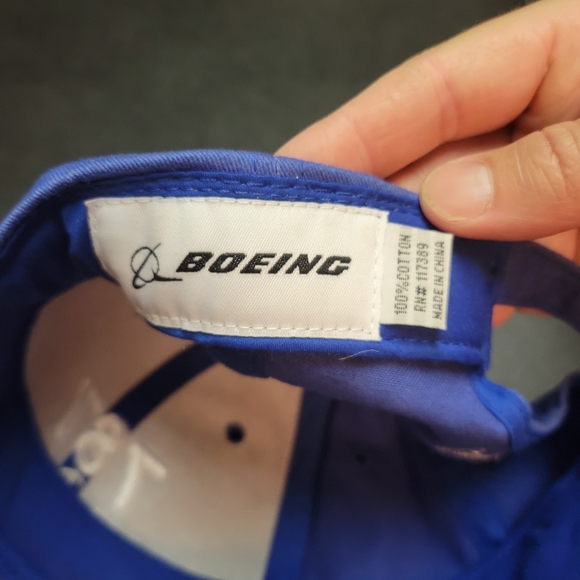 BOEING
100%COTTON
RN# 117389
MADE IN CHINA